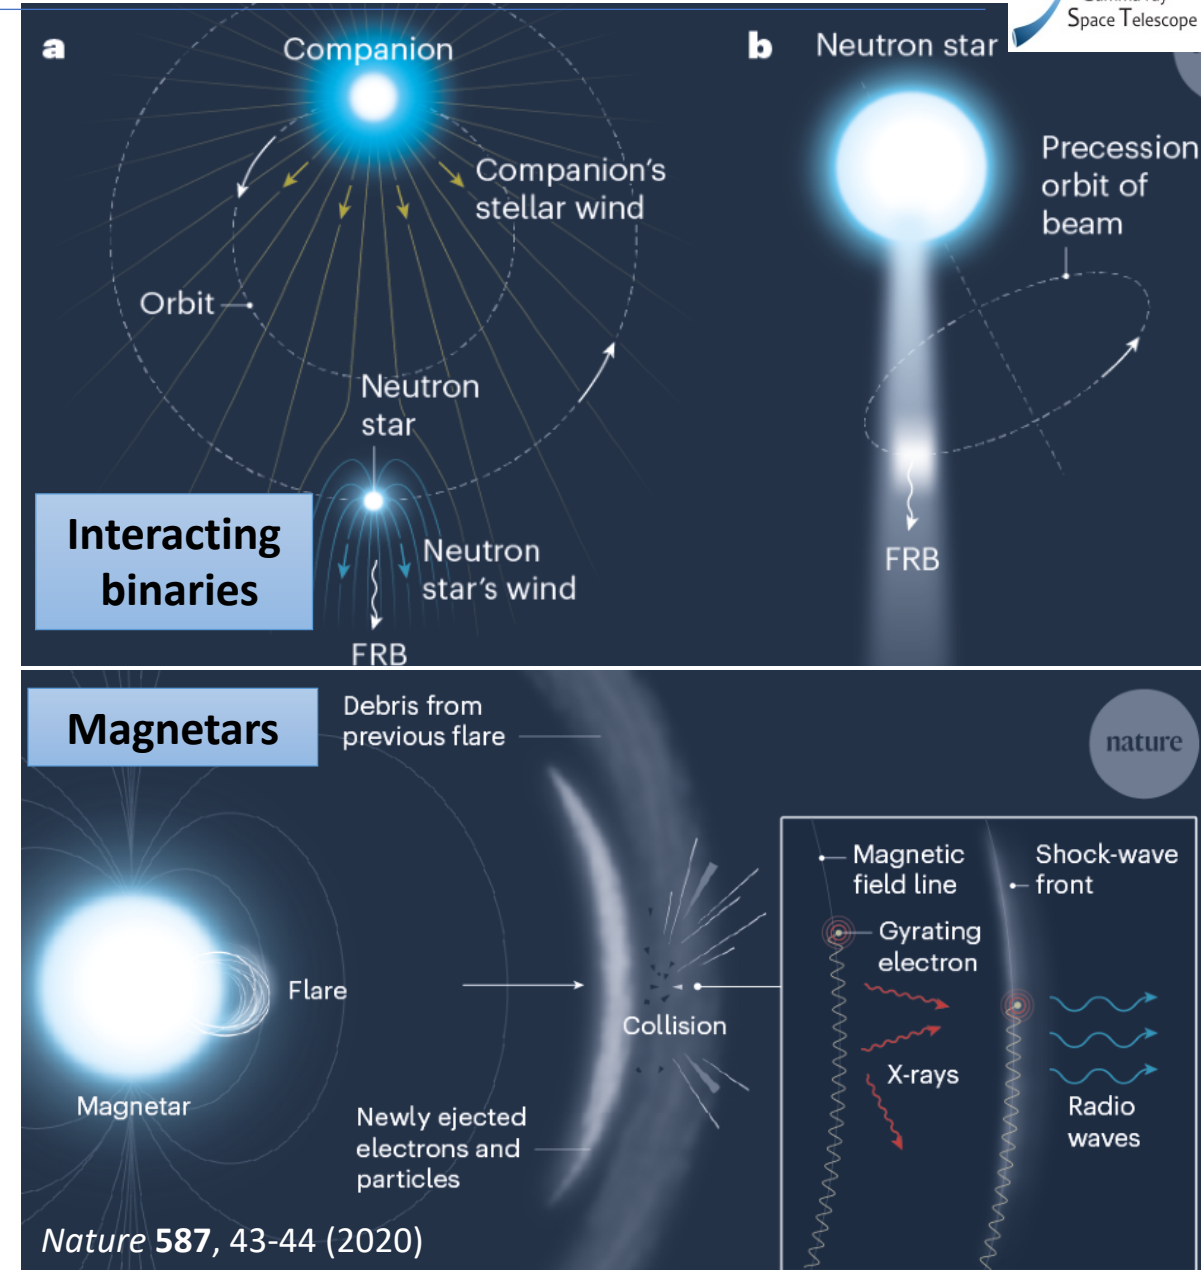 Space Telescope
a
Companion
b
Neutron star
Companion's
stellar wind
Precession
orbit of
beam
Orbit
Neutron
star
Interacting
binaries
Neutron
star's wind
FRB
FRB
Magnetars
Debris from
previous flare
nature
Magnetic
field line
Shock-wave
front
Gyrating
electron
Flare
Collision
X-rays
Magnetar
Radio
waves
Newly ejected
electrons and
particles
Nature 587, 43-44 (2020)